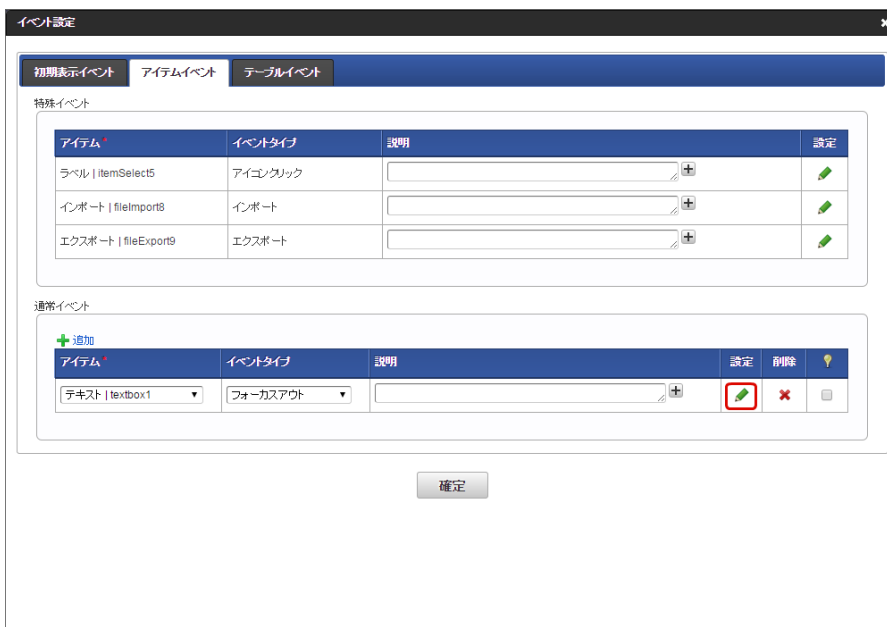 イベント設定
初期表示イベント アイテムイベント テーブルイベント
特殊イベント
アイテム* イベントタイプ 説明 設定
ラベル | itemSelect5 アイコンクリック
インポート | fileImport8 インポート
エクスポート | fileExport9 エクスポート
通常イベント
追加
アイテム* イベントタイプ 説明 設定 削除
テキスト | textbox1 フォーカスアウト
確定